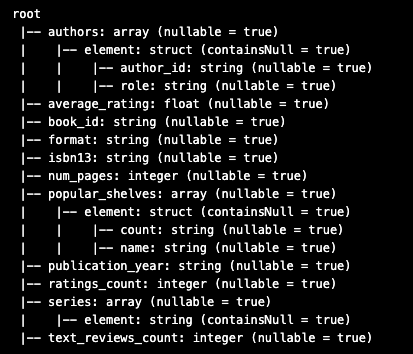 root
 |-- authors: array (nullable = true)
 |    |-- element: struct (containsNull = true)
 |    |    |-- author_id: string (nullable = true)
 |    |    |-- role: string (nullable = true)
 |-- average_rating: float (nullable = true)
 |-- book_id: string (nullable = true)
 |-- format: string (nullable = true)
 |-- isbn13: string (nullable = true)
 |-- num_pages: integer (nullable = true)
 |-- popular_shelves: array (nullable = true)
 |    |-- element: struct (containsNull = true)
 |    |    |-- count: string (nullable = true)
 |    |    |-- name: string (nullable = true)
 |-- publication_year: string (nullable = true)
 |-- ratings_count: integer (nullable = true)
 |-- series: array (nullable = true)
 |    |-- element: string (containsNull = true)
 |-- text_reviews_count: integer (nullable = true)